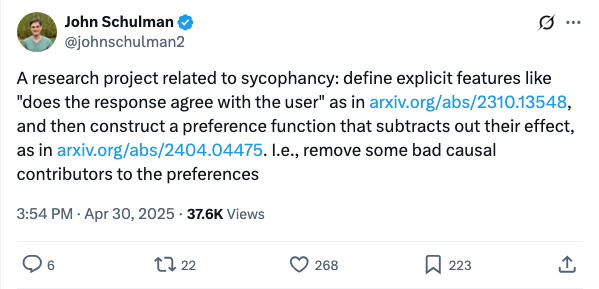 John Schulman
@johnschulman2
A research project related to sycophancy: define explicit features like
"does the response agree with the user" as in arxiv.org/abs/2310.13548,
and then construct a preference function that subtracts out their effect,
as in arxiv.org/abs/2404.04475. I.e., remove some bad causal
contributors to the preferences
3:54 PM · Apr 30, 2025 · 37.6K Views
6 22 268 223